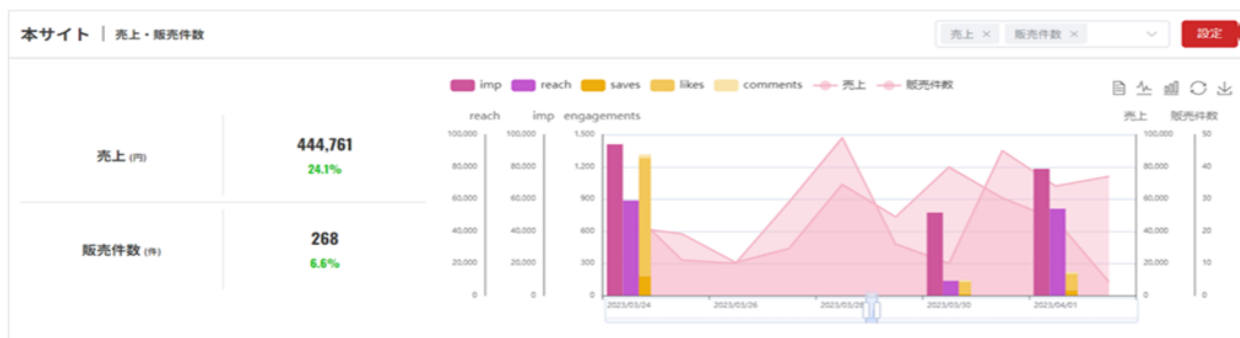 本サイト | 売上・販売件数
売上 × 販売件数 ×
設定
imp reach saves likes comments 売上 販売件数
reach imp engagements 売上 販売件数
100,000 100,000 1,500 100,000 50
80,000 80,000 1,200 80,000 40
60,000 60,000 900 60,000 30
40,000 40,000 600 40,000 20
20,000 20,000 300 20,000 10
0 0 0 0 0
2023/03/24 2023/03/26 2023/03/28 2023/03/30 2023/04/01
売上 (円)
444,761
24.1%
販売件数 (件)
268
6.6%